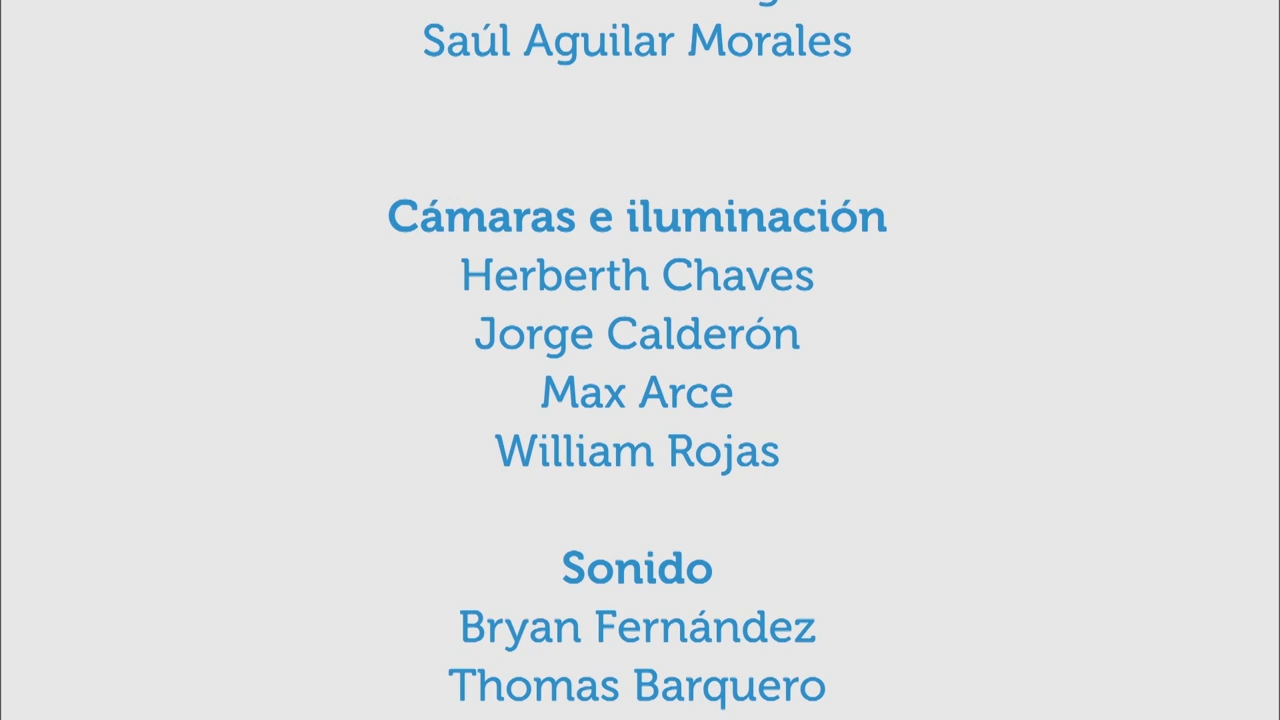 Saúl Aguilar Morales
Cámaras e iluminación
Herberth Chaves
Jorge Calderón
Max Arce
William Rojas
Sonido
Bryan Fernández
Thomas Barquero